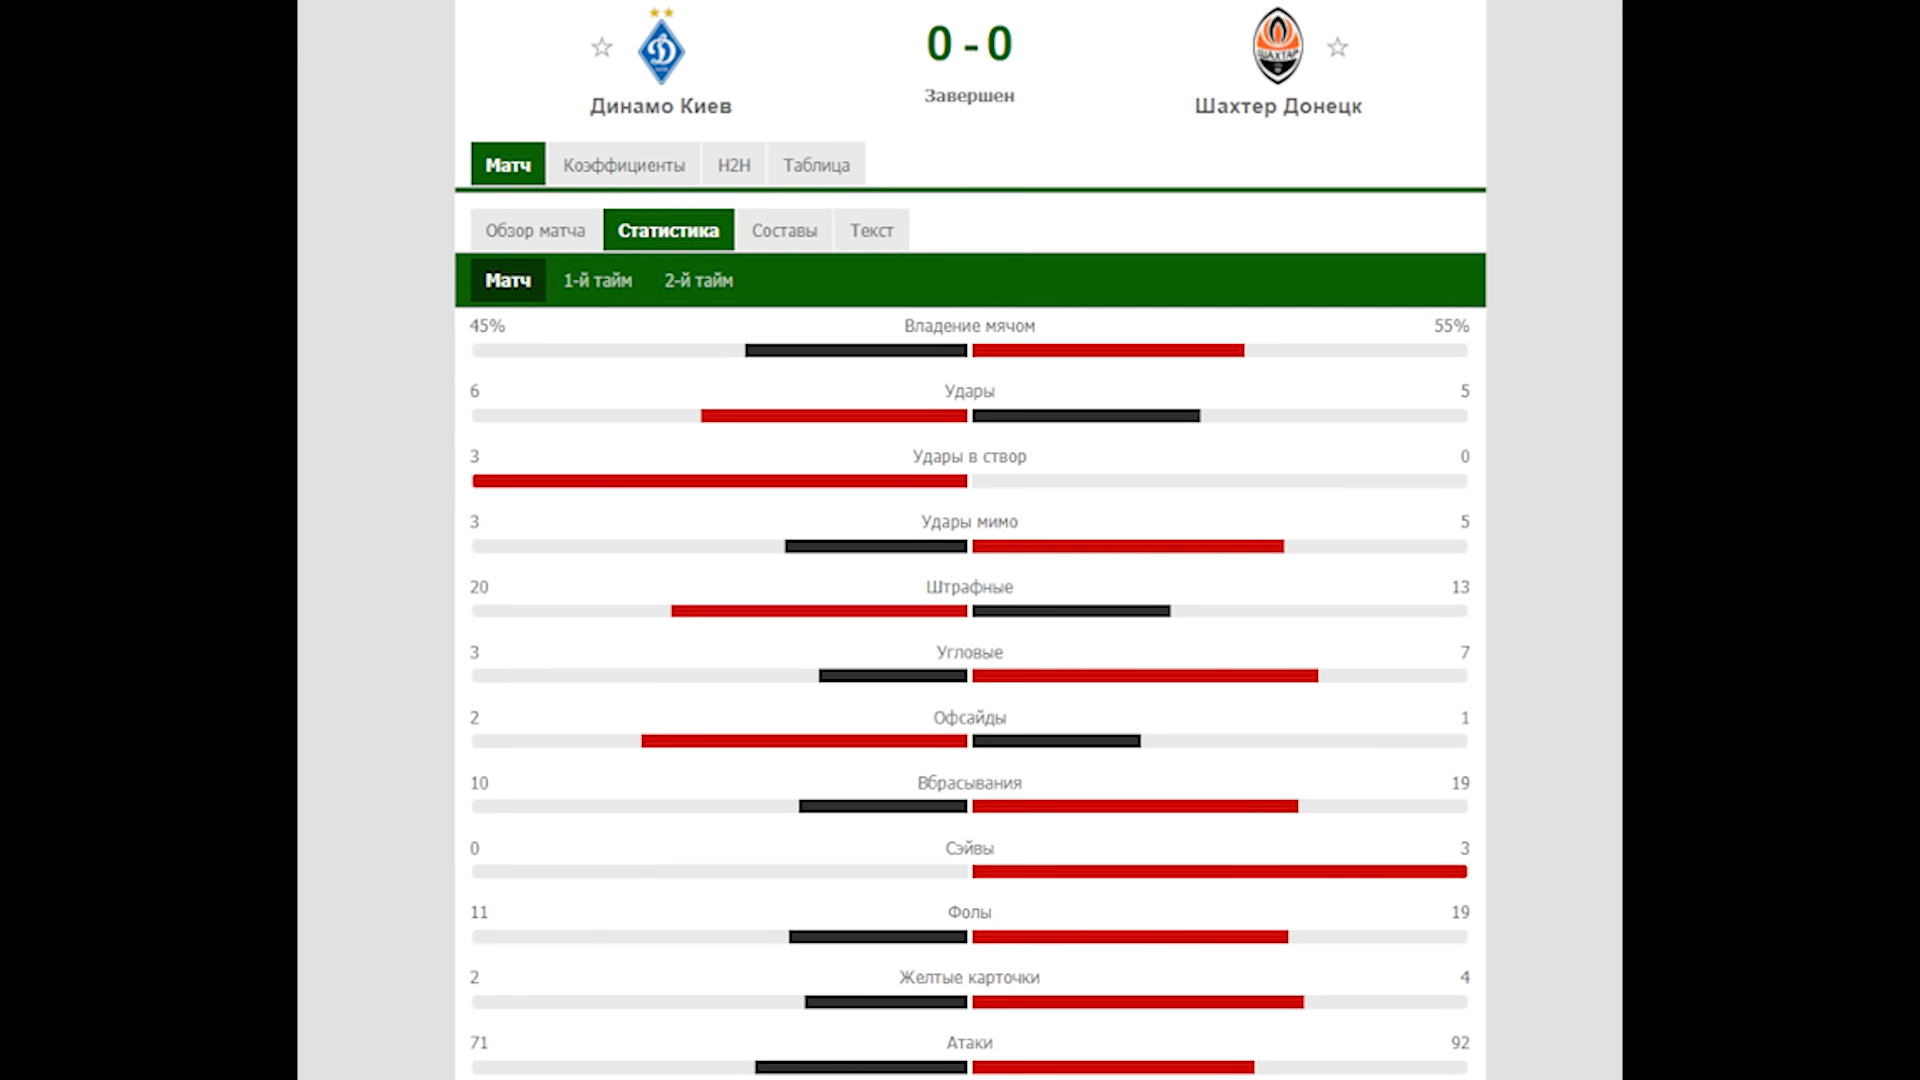 0 - 0
ШАХТАР
Динамо Киев
Завершен
Шахтер Донецк
Матч Коэффициенты H2H Таблица
Обзор матча Статистика Составы Текст
Матч 1-й тайм 2-й тайм
45% Владение мячом 55%
6 Удары 5
3 Удары в створ 0
3 Удары мимо 5
20 Штрафные 13
3 Угловые 7
2 Офсайды 1
10 Вбрасывания 19
0 Сэйвы 3
11 Фолы 19
2 Желтые карточки 4
71 Атаки 92